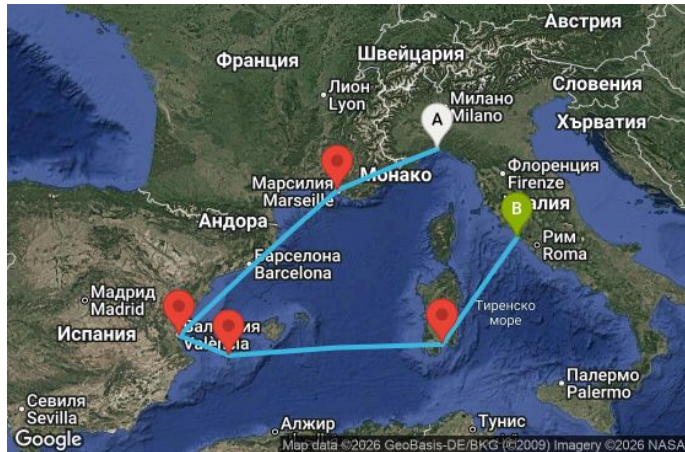 Австрия
Швейцария
Франция
Словения
Лион
Lyon
Милано
Milano
A
Хърватия
Флоренция
Firenze
Монако
Марсилия
Marseille
B
Андора
Рим
Roma
Барселона
Barcelona
Мадрид
Madrid
Тиренско
море
València
Испания
Палермо
Palermo
Севиля
Sevilla
Алжир
Тунис
Google
Map data ©2026 GeoBasis-DE/BKG (©2009) Imagery ©2026 NASA